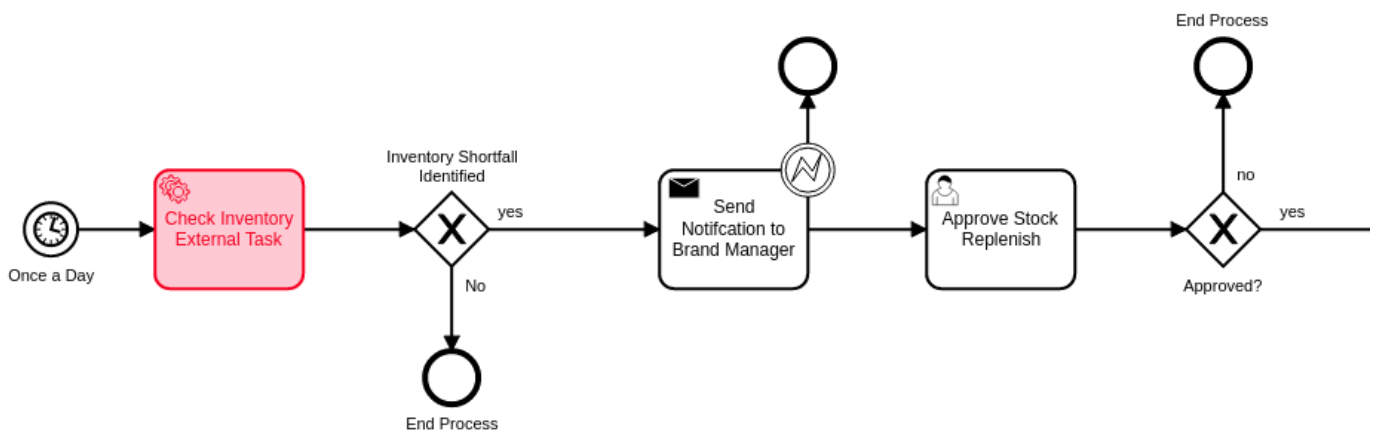 Once a Day
Check Inventory
External Task
Inventory Shortfall
Identified
yes
No
End Process
Send
Notifcation to
Brand Manager
Approve Stock
Replenish
End Process
no
yes
Approved?